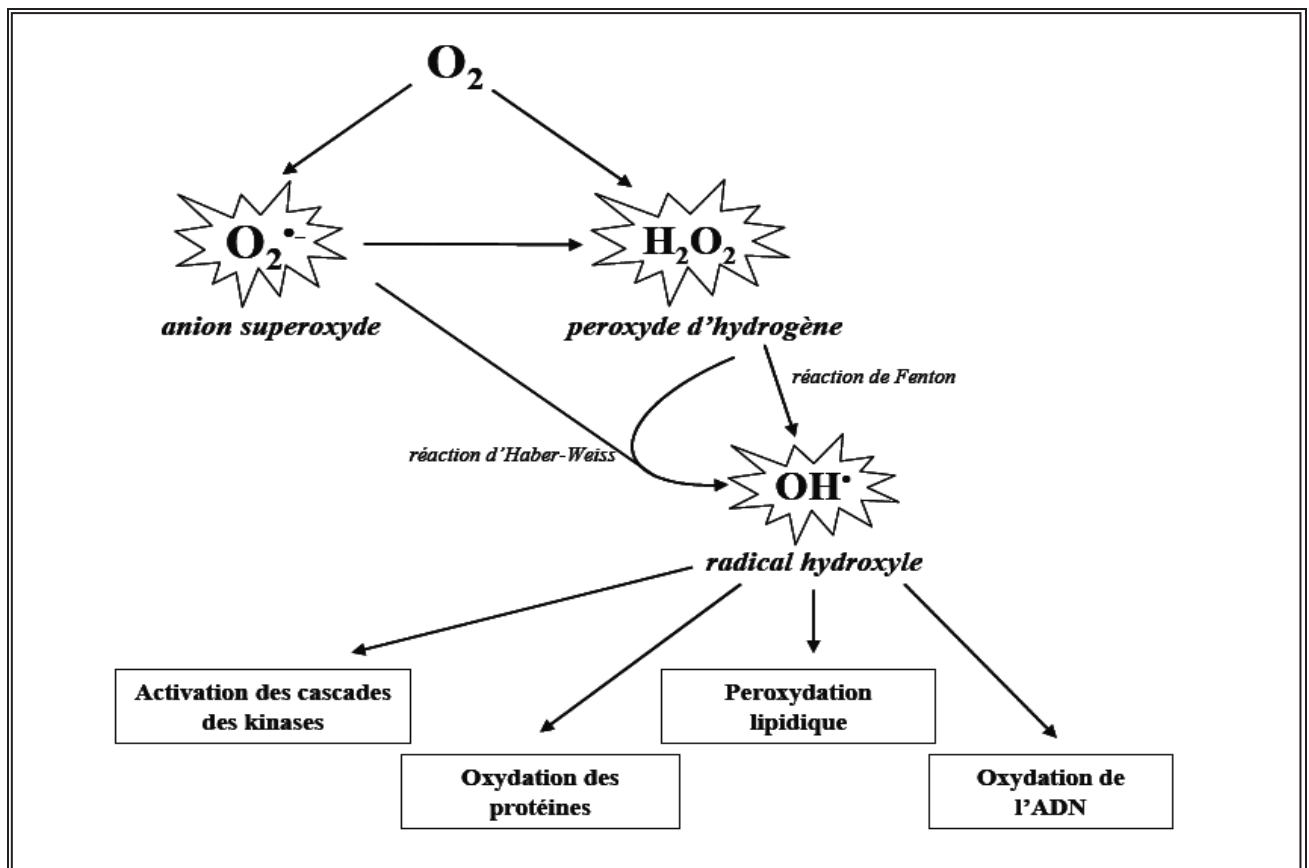 O₂
O₂•–
H₂O₂
anion superoxyde
peroxyde d’hydrogène
réaction de Fenton
réaction d’Haber-Weiss
OH•
radical hydroxyle
Activation des cascades
des kinases
Peroxydation
lipidique
Oxydation des
protéines
Oxydation de
l’ADN